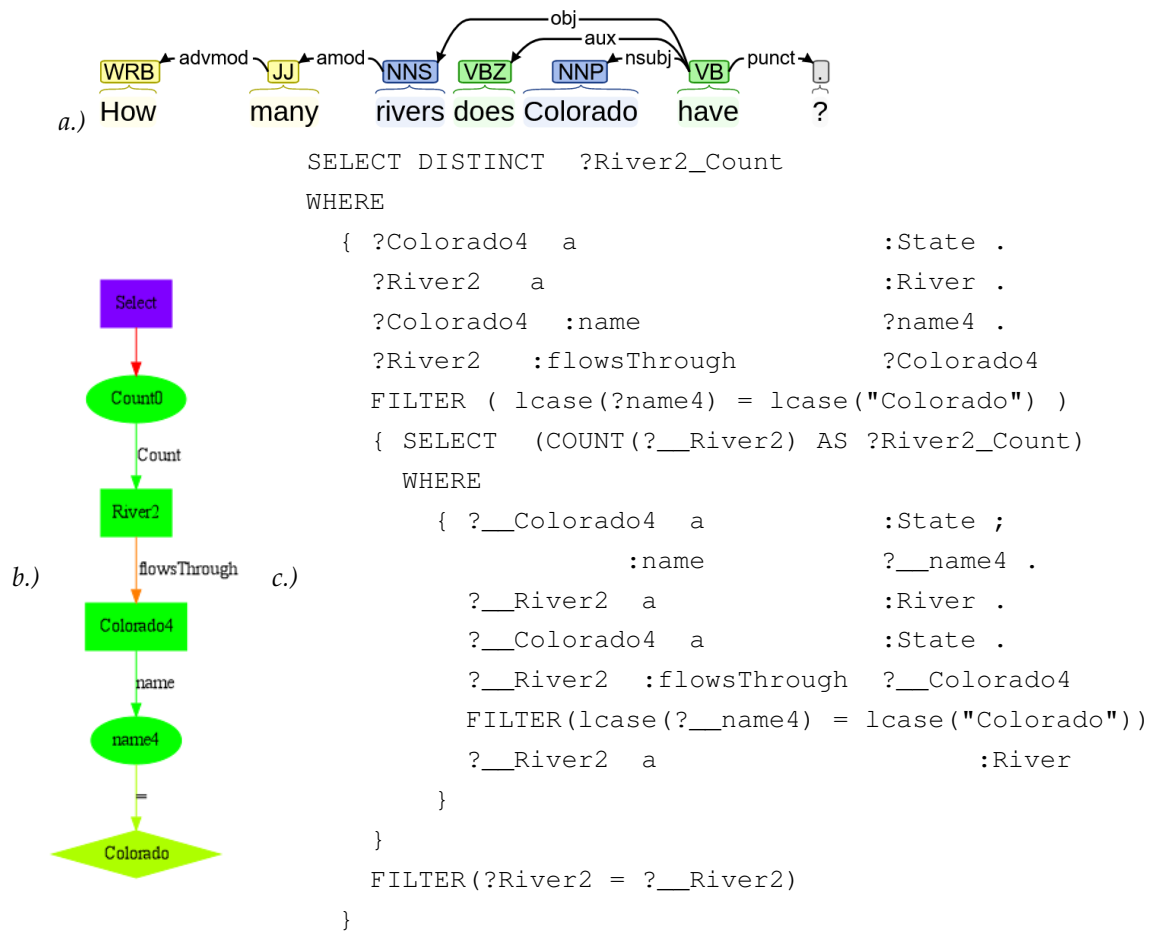 obj
aux
advmod amod nsubj punct
WRB JJ NNS VBZ NNP VB .
a.) How many rivers does Colorado have ?
SELECT DISTINCT ?River2_Count
WHERE
{ ?Colorado4 a :State .
?River2 a :River .
?Colorado4 :name ?name4 .
?River2 :flowsThrough ?Colorado4
FILTER ( lcase(?name4) = lcase("Colorado") )
{ SELECT (COUNT(?__River2) AS ?River2_Count)
WHERE
{ ?__Colorado4 a :State ;
:name ?__name4 .
?__River2 a :River .
?__Colorado4 a :State .
?__River2 :flowsThrough ?__Colorado4
FILTER(lcase(?__name4) = lcase("Colorado"))
?__River2 a :River
}
}
FILTER(?River2 = ?__River2)
}
c.)
b.)
Select
Count0
Count
River2
flowsThrough
Colorado4
name
name4
=
Colorado